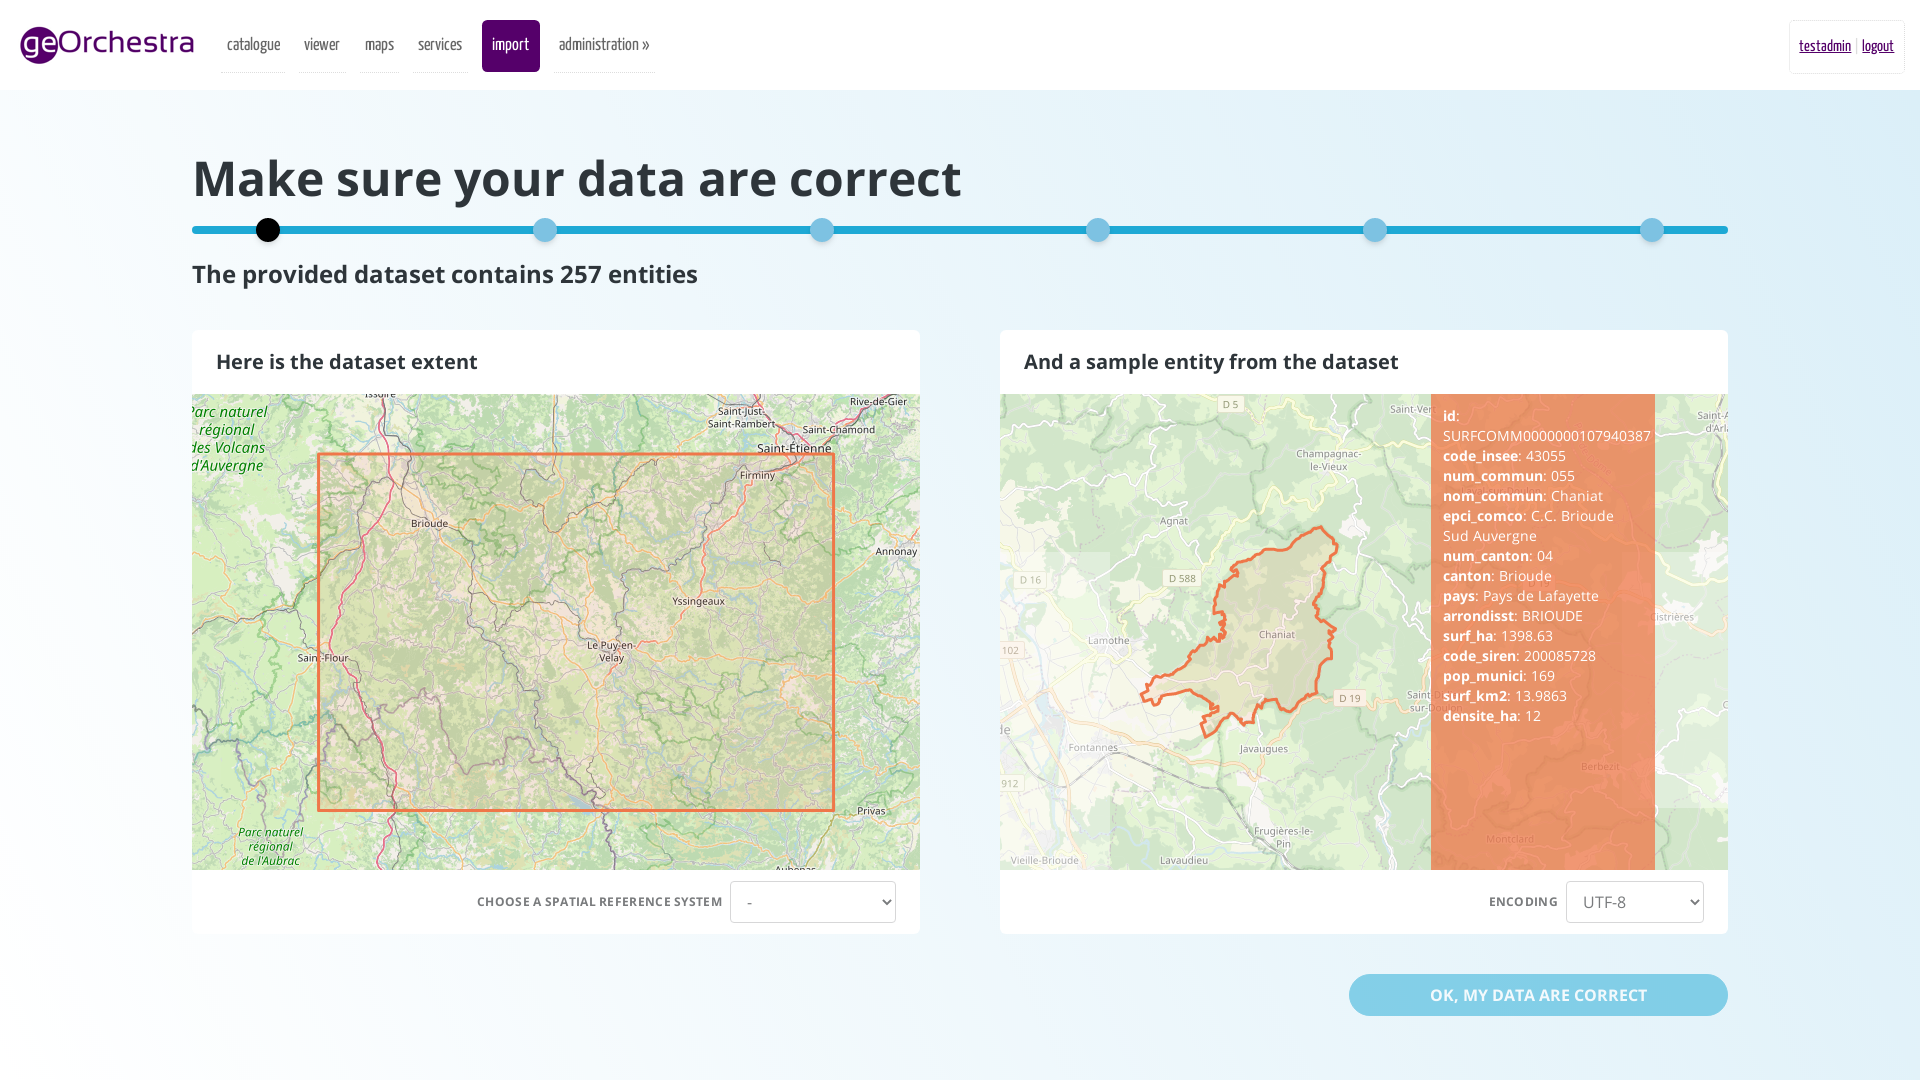 geOrchestra
catalogue
viewer
maps
services
import
administration »
testadmin | logout
Make sure your data are correct
The provided dataset contains 257 entities
Here is the dataset extent
Parc naturel
régional
des Volcans
d'Auvergne
Issoire
Saint-Just-
Saint-Rambert
Rive-de-Gier
Saint-Chamond
Saint-Étienne
Firminy
Brioude
Annonay
Yssingeaux
Le Puy-en-
Velay
Saint-Flour
Privas
Parc naturel
régional
de l'Aubrac
Aubenas
CHOOSE A SPATIAL REFERENCE SYSTEM
-
And a sample entity from the dataset
D 5
Saint-Vert
Champagnac-
le-Vieux
Agnat
D 16
D 588
Lamothe
Chaniat
102
D 19
Fontannes
Javaugues
912
Frugières-le-
Pin
Vieille-Brioude
Lavaudieu
Berbezit
Montclard
id:
SURFCOMM0000000107940387
code_insee: 43055
num_commun: 055
nom_commun: Chaniat
epci_comco: C.C. Brioude
Sud Auvergne
num_canton: 04
canton: Brioude
pays: Pays de Lafayette
arrondisst: BRIOUDE
surf_ha: 1398.63
code_siren: 200085728
pop_munici: 169
surf_km2: 13.9863
densite_ha: 12
ENCODING
UTF-8
OK, MY DATA ARE CORRECT